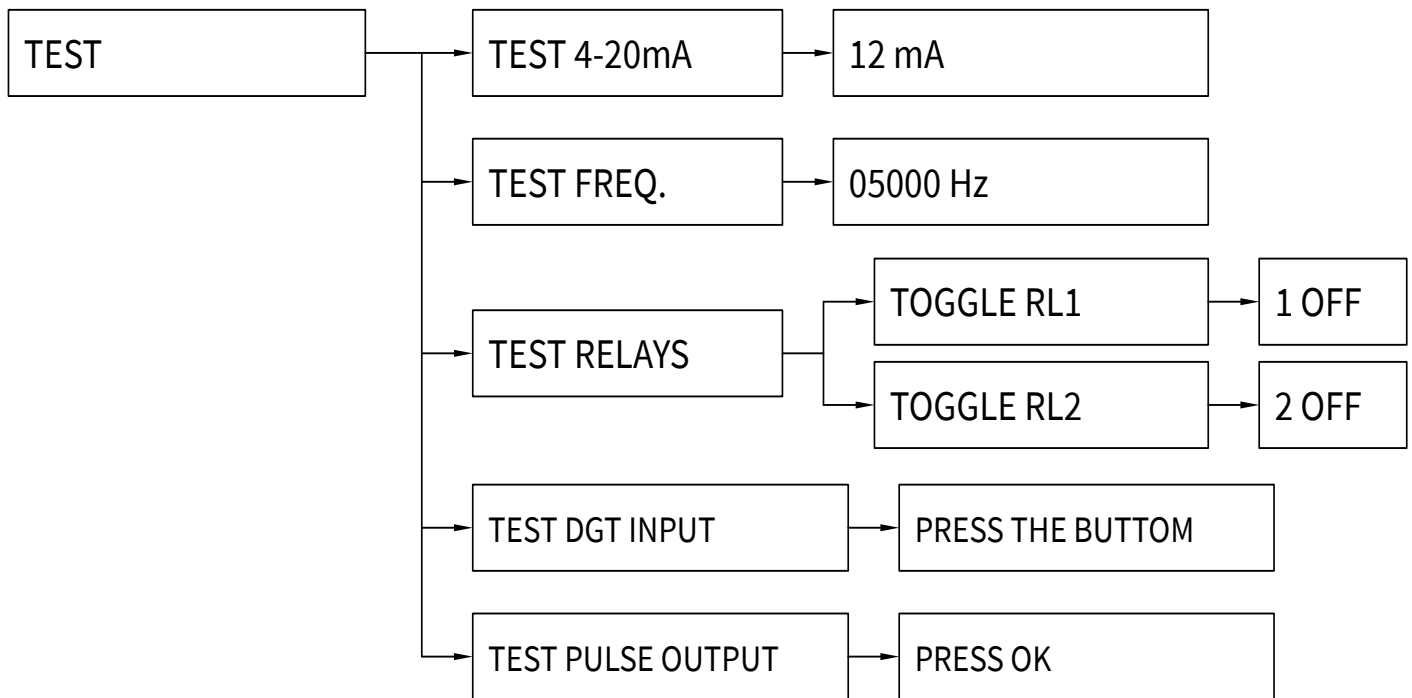 TEST
TEST 4-20mA
12 mA
TEST FREQ.
05000 Hz
TEST RELAYS
TOGGLE RL1
1 OFF
TOGGLE RL2
2 OFF
TEST DGT INPUT
PRESS THE BUTTOM
TEST PULSE OUTPUT
PRESS OK